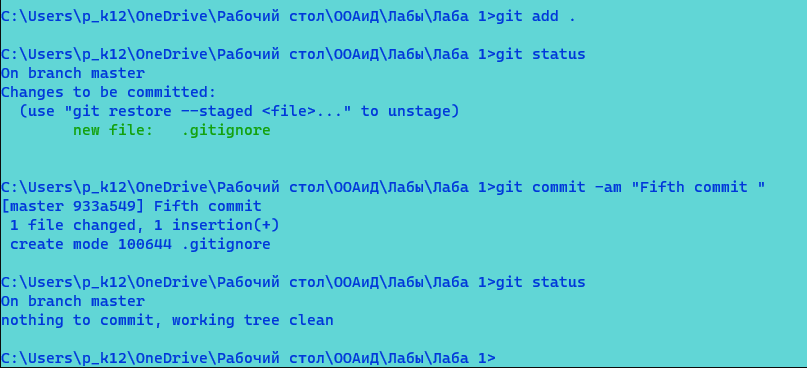 C:\Users\p_k12\OneDrive\Рабочий стол\ООАиД\Лабы\Лаба 1>git add .
C:\Users\p_k12\OneDrive\Рабочий стол\ООАиД\Лабы\Лаба 1>git status
On branch master
Changes to be committed:
  (use "git restore --staged <file>..." to unstage)
        new file:   .gitignore
C:\Users\p_k12\OneDrive\Рабочий стол\ООАиД\Лабы\Лаба 1>git commit -am "Fifth commit "
[master 933a549] Fifth commit
 1 file changed, 1 insertion(+)
 create mode 100644 .gitignore
C:\Users\p_k12\OneDrive\Рабочий стол\ООАиД\Лабы\Лаба 1>git status
On branch master
nothing to commit, working tree clean
C:\Users\p_k12\OneDrive\Рабочий стол\ООАиД\Лабы\Лаба 1>